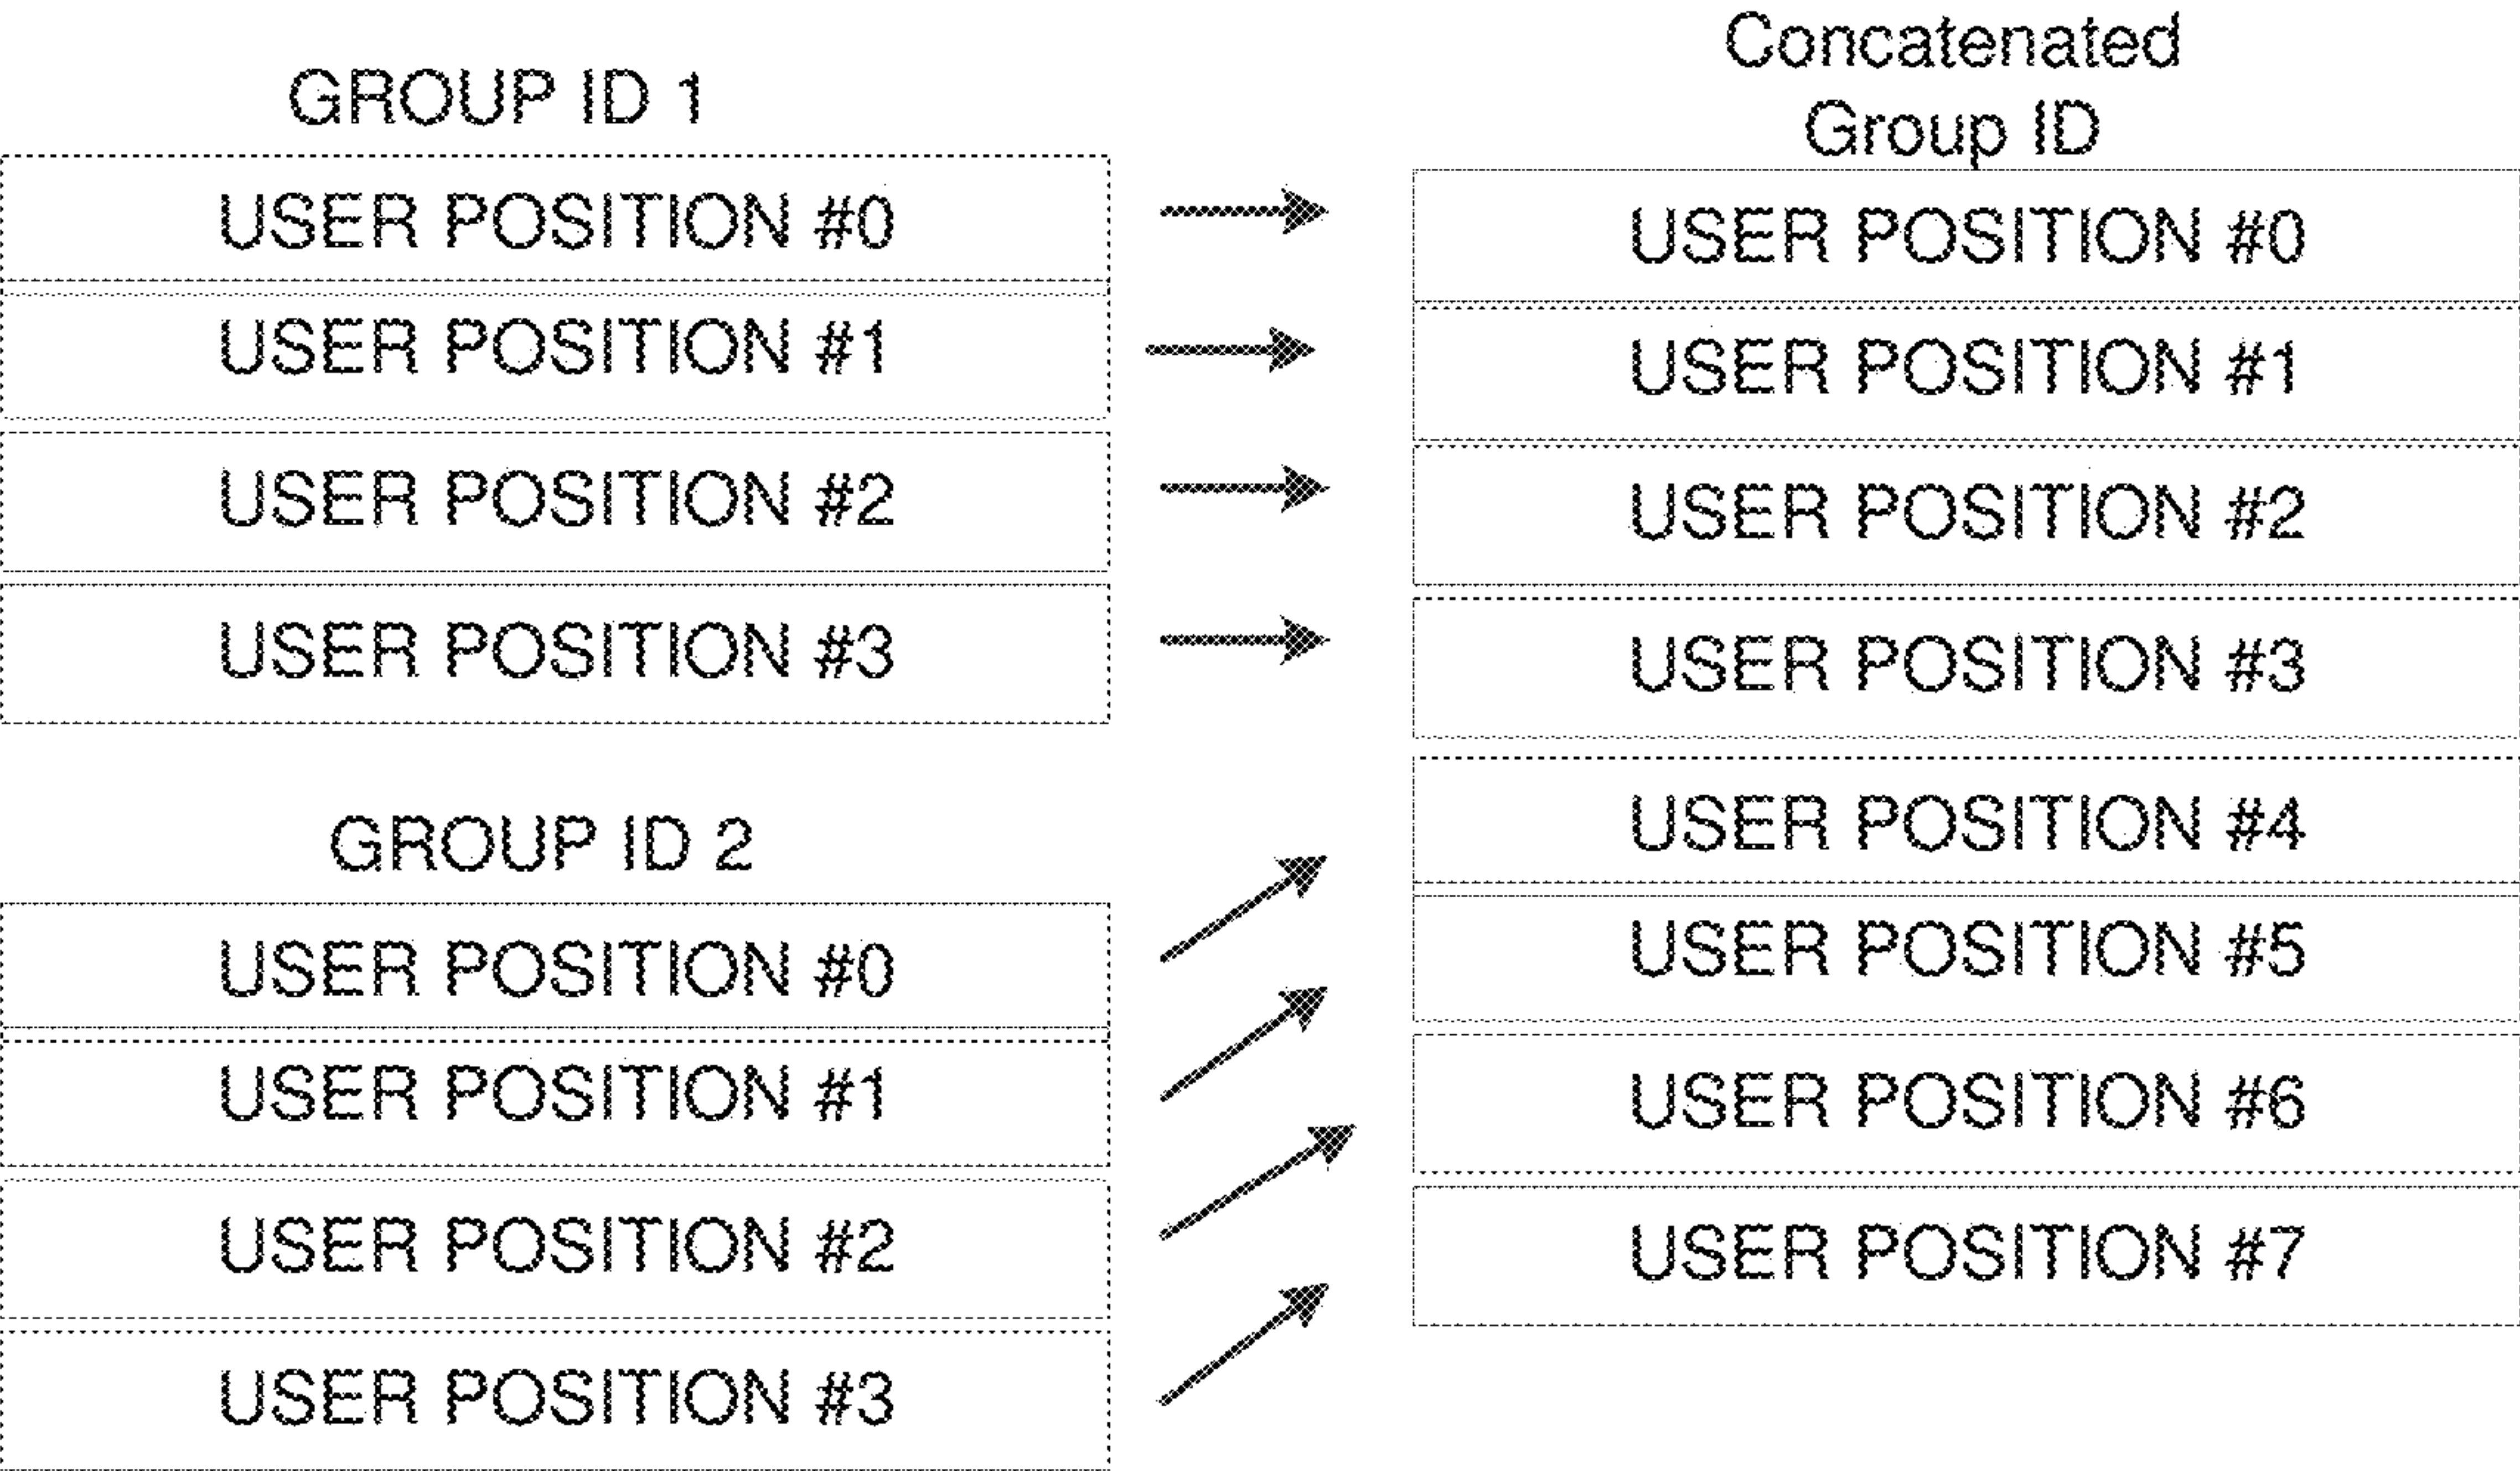 GROUP ID 1
USER POSITION #0
USER POSITION #1
USER POSITION #2
USER POSITION #3
GROUP ID 2
USER POSITION #0
USER POSITION #1
USER POSITION #2
USER POSITION #3
Concatenated
Group ID
USER POSITION #0
USER POSITION #1
USER POSITION #2
USER POSITION #3
USER POSITION #4
USER POSITION #5
USER POSITION #6
USER POSITION #7